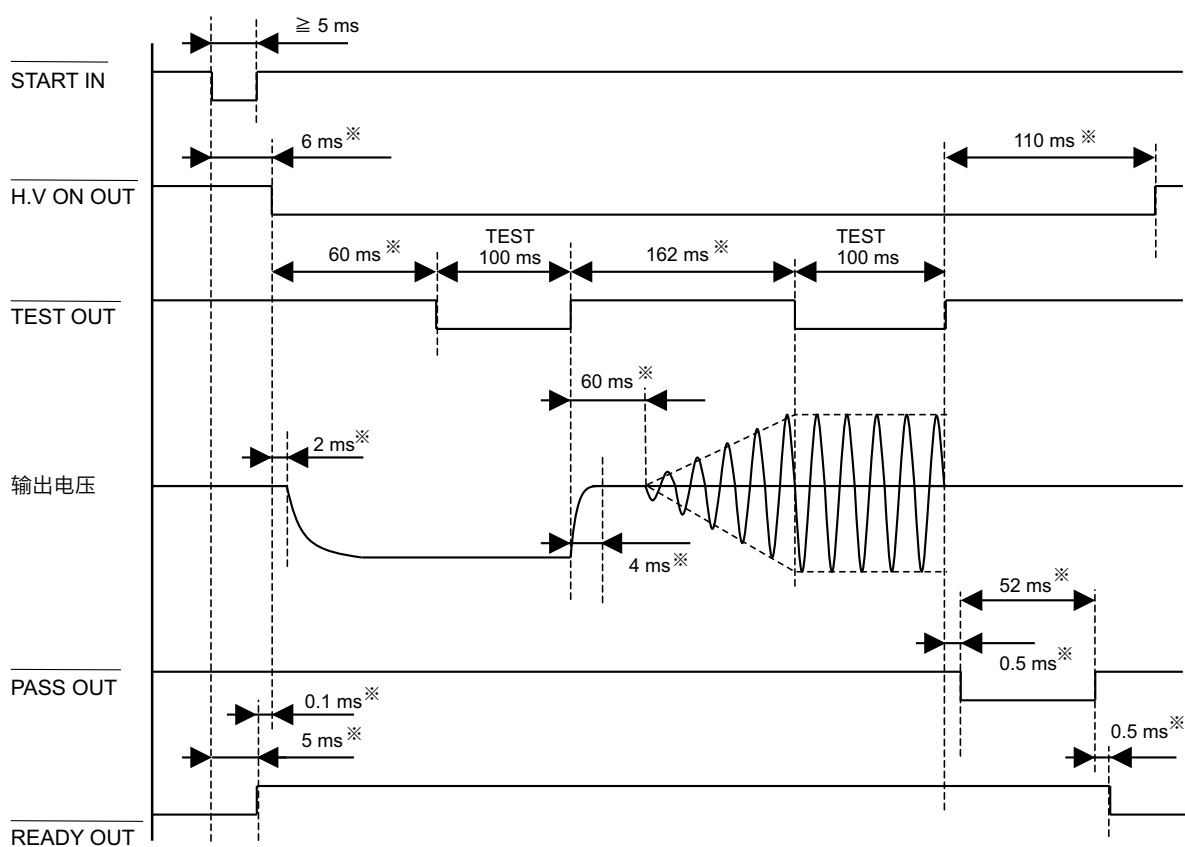 ≧ 5 ms
START IN
6 ms※
110 ms ※
H.V ON OUT
60 ms ※
TEST
100 ms
162 ms※
TEST
100 ms
TEST OUT
60 ms※
2 ms※
输出电压
4 ms※
52 ms※
0.5 ms※
PASS OUT
0.1 ms※
5 ms※
0.5 ms※
READY OUT